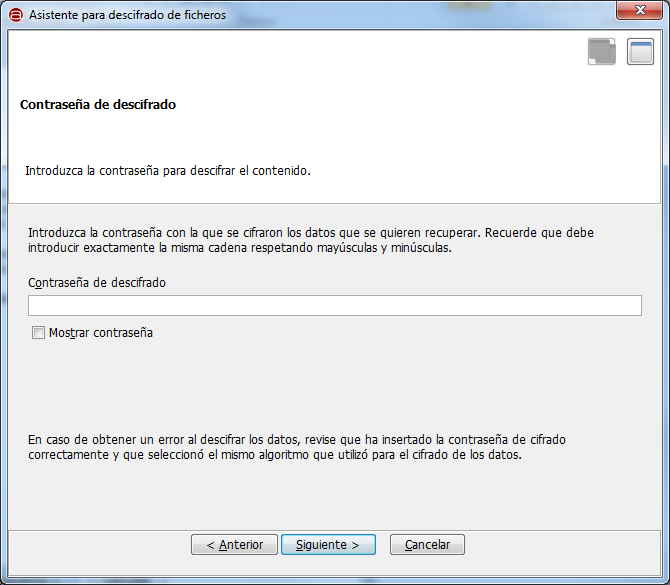 Asistente para descifrado de ficheros
Contraseña de descifrado
Introduzca la contraseña para descifrar el contenido.
Introduzca la contraseña con la que se cifraron los datos que se quieren recuperar. Recuerde que debe
introducir exactamente la misma cadena respetando mayúsculas y minúsculas.
Contraseña de descifrado
Mostrar contraseña
En caso de obtener un error al descifrar los datos, revise que ha insertado la contraseña de cifrado
correctamente y que seleccionó el mismo algoritmo que utilizó para el cifrado de los datos.
< Anterior
Siguiente >
Cancelar